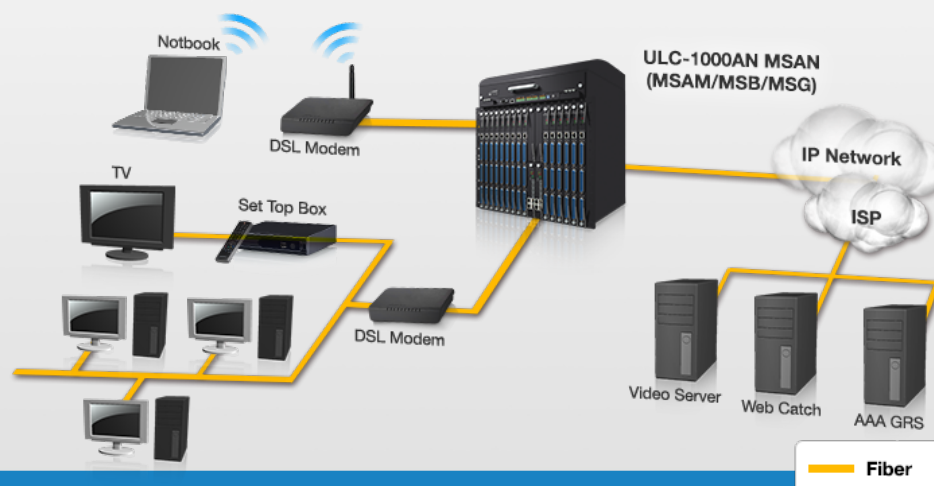 Notbook
ULC-1000AN MSAN
(MSAM/MSB/MSG)
DSL Modem
IP Network
TV
Set Top Box
ISP
DSL Modem
Video Server
Web Catch
AAA GRS
Fiber